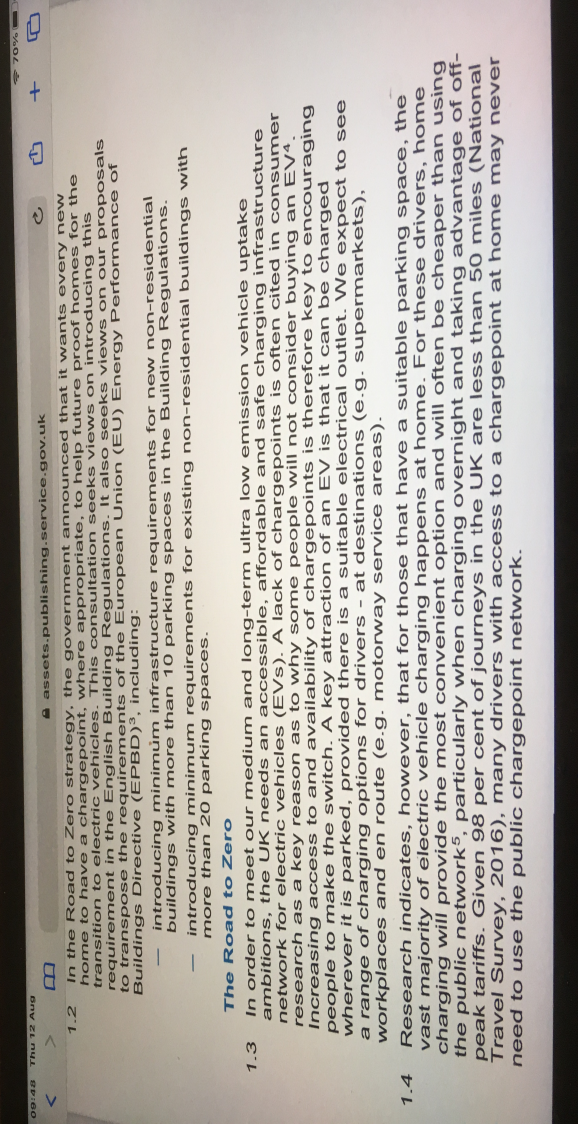 09:48 Thu 12 Aug
70%
assets.publishing.service.gov.uk
1.2 In the Road to Zero strategy, the government announced that it wants every new
home to have a chargepoint, where appropriate, to help future proof homes for the
transition to electric vehicles. This consultation seeks views on introducing this
requirement in the English Building Regulations. It also seeks views on our proposals
to transpose the requirements of the European Union (EU) Energy Performance of
Buildings Directive (EPBD)³, including:
— introducing minimum infrastructure requirements for new non-residential
buildings with more than 10 parking spaces in the Building Regulations.
— introducing minimum requirements for existing non-residential buildings with
more than 20 parking spaces.
The Road to Zero
1.3 In order to meet our medium and long-term ultra low emission vehicle uptake
ambitions, the UK needs an accessible, affordable and safe charging infrastructure
network for electric vehicles (EVs). A lack of chargepoints is often cited in consumer
research as a key reason as to why some people will not consider buying an EV⁴.
Increasing access to and availability of chargepoints is therefore key to encouraging
people to make the switch. A key attraction of an EV is that it can be charged
wherever it is parked, provided there is a suitable electrical outlet. We expect to see
a range of charging options for drivers - at destinations (e.g. supermarkets),
workplaces and en route (e.g. motorway service areas).
1.4 Research indicates, however, that for those that have a suitable parking space, the
vast majority of electric vehicle charging happens at home. For these drivers, home
charging will provide the most convenient option and will often be cheaper than using
the public network⁵, particularly when charging overnight and taking advantage of off-
peak tariffs. Given 98 per cent of journeys in the UK are less than 50 miles (National
Travel Survey, 2016), many drivers with access to a chargepoint at home may never
need to use the public chargepoint network.